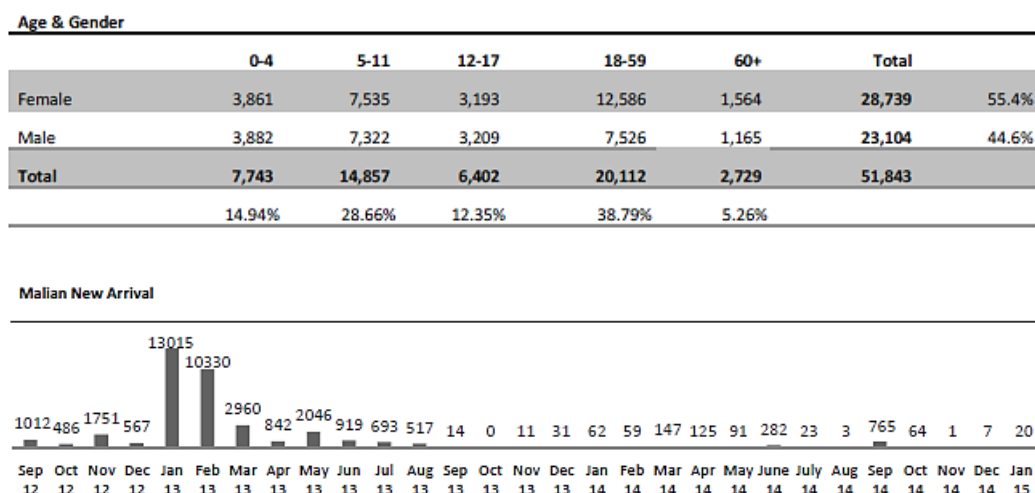 Age & Gender
0-4 5-11 12-17 18-59 60+ Total
Female 3,861 7,535 3,193 12,586 1,564 28,739 55.4%
Male 3,882 7,322 3,209 7,526 1,165 23,104 44.6%
Total 7,743 14,857 6,402 20,112 2,729 51,843
14.94% 28.66% 12.35% 38.79% 5.26%
Malian New Arrival
1012 486 1751 567 13015 10330 2960 842 2046 919 693 517 14 0 11 31 62 59 147 125 91 282 23 3 765 64 1 7 20
Sep Oct Nov Dec Jan Feb Mar Apr May Jun Jul Aug Sep Oct Nov Dec Jan Feb Mar Apr May June July Aug Sep Oct Nov Dec Jan
12 12 12 12 13 13 13 13 13 13 13 13 13 13 13 13 14 14 14 14 14 14 14 14 14 14 14 14 15